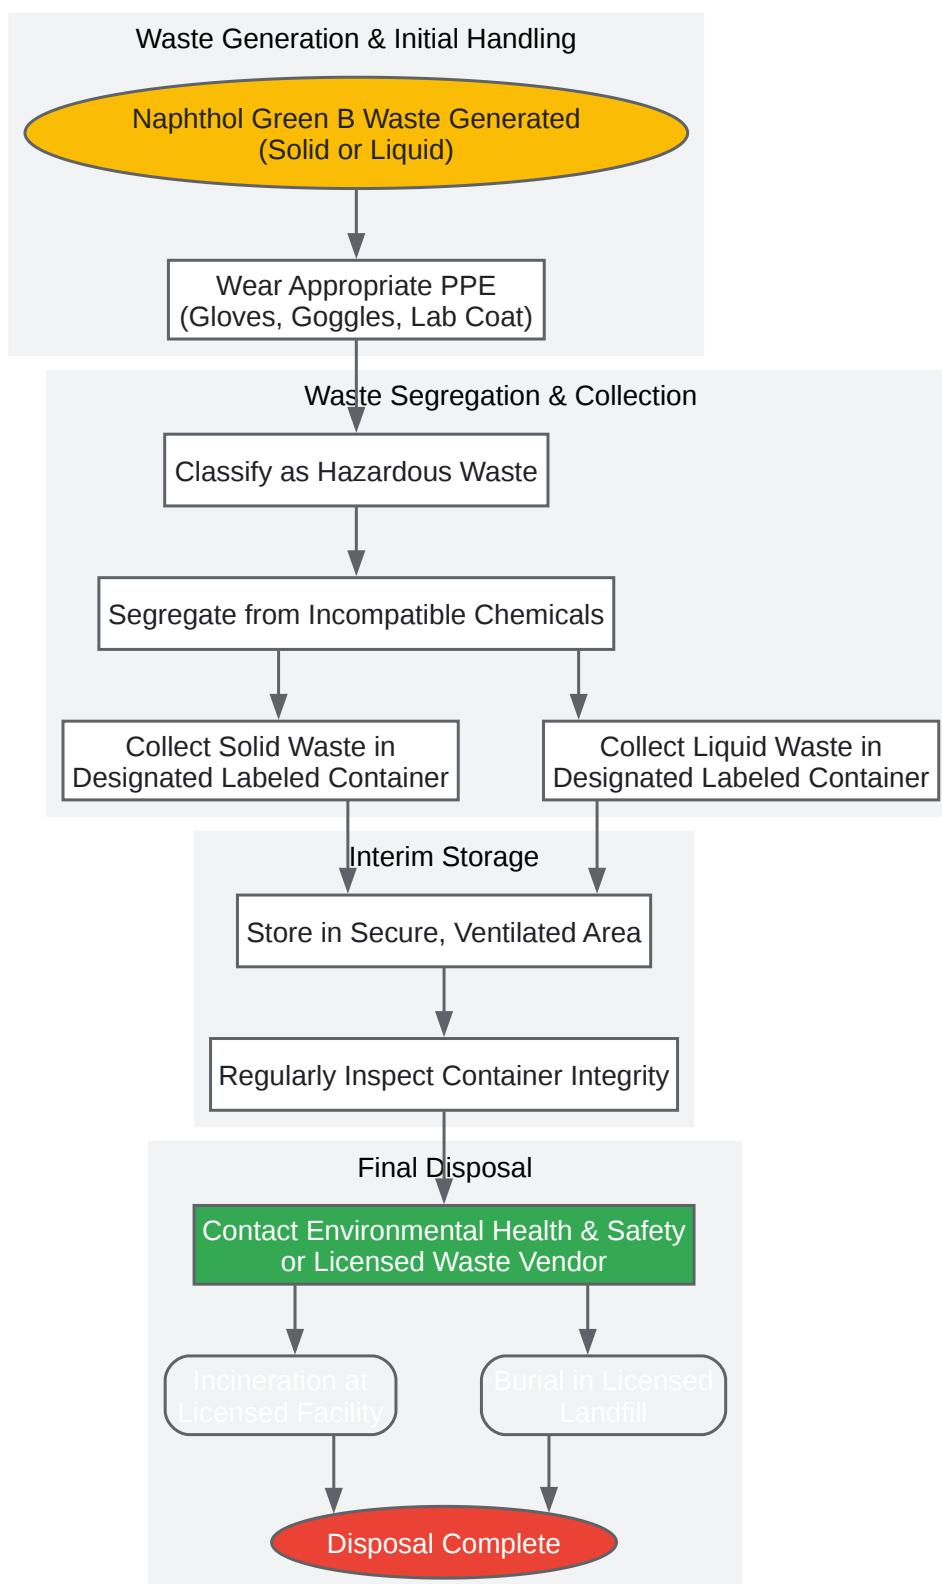 Waste Generation & Initial Handling
Naphthol Green B Waste Generated
(Solid or Liquid)
Wear Appropriate PPE
(Gloves, Goggles, Lab Coat)
Waste Segregation & Collection
Classify as Hazardous Waste
Segregate from Incompatible Chemicals
Collect Solid Waste in
Designated Labeled Container
Collect Liquid Waste in
Designated Labeled Container
Interim Storage
Store in Secure, Ventilated Area
Regularly Inspect Container Integrity
Final Disposal
Contact Environmental Health & Safety
or Licensed Waste Vendor
Incineration at
Licensed Facility
Burial in Licensed
Landfill
Disposal Complete